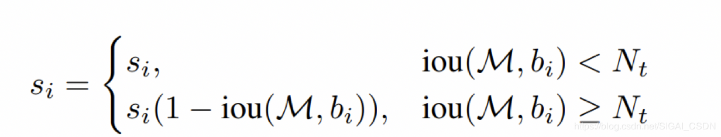 s_i = { s_i, iou(ℳ, b_i) < N_t
s_i(1 − iou(ℳ, b_i)), iou(ℳ, b_i) ≥ N_t